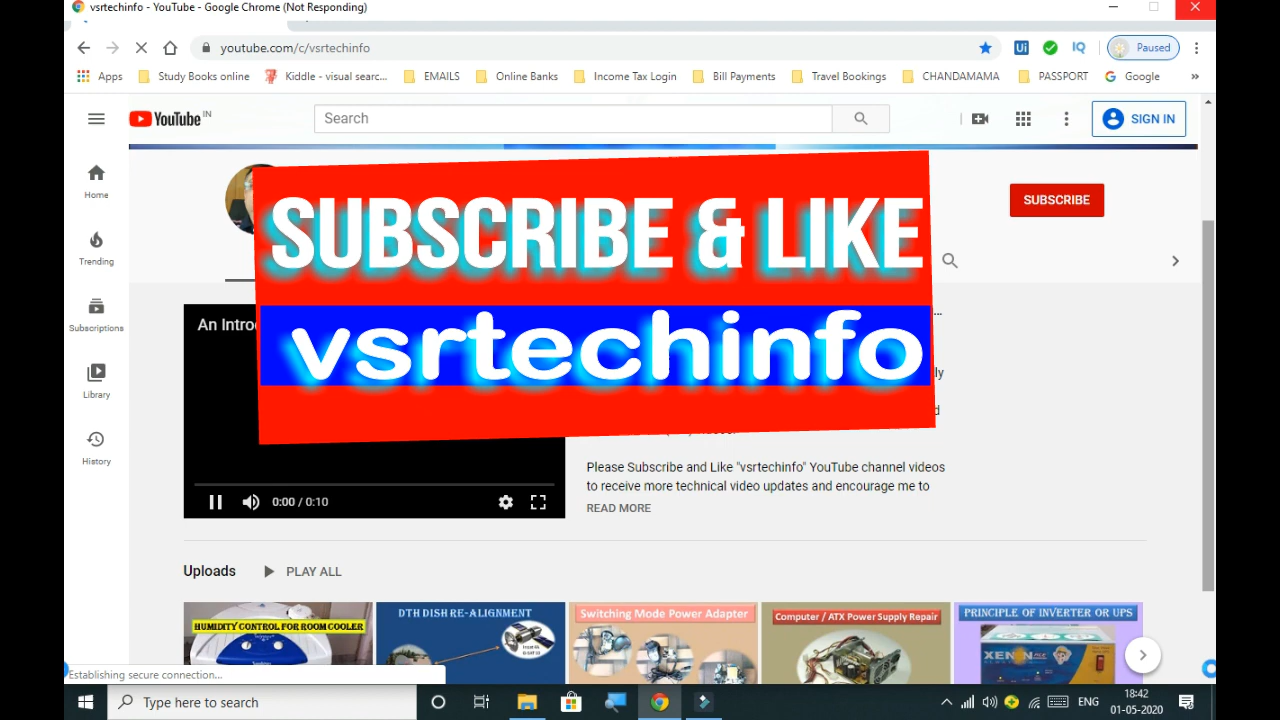 vsrtechinfo - YouTube - Google Chrome (Not Responding)
youtube.com/c/vsrtechinfo
Ui
IQ
Paused
Apps
Study Books online
Kiddle - visual searc...
EMAILS
Online Banks
Income Tax Login
Bill Payments
Travel Bookings
CHANDAMAMA
PASSPORT
G Google
»
YouTube IN
Search
SIGN IN
Home
SUBSCRIBE
SUBSCRIBE & LIKE
Trending
Subscriptions
An Intro
...
vsrtechinfo
ly
Library
d
History
Please Subscribe and Like "vsrtechinfo" YouTube channel videos
to receive more technical video updates and encourage me to
0:00 / 0:10
READ MORE
Uploads
PLAY ALL
HUMIDITY CONTROL FOR ROOM COOLER
DTH DISH RE-ALIGNMENT
Switching Mode Power Adapter
Computer / ATX Power Supply Repair
PRINCIPLE OF INVERTER OR UPS
XENON
Establishing secure connection...
Type here to search
ENG
18:42
01-05-2020